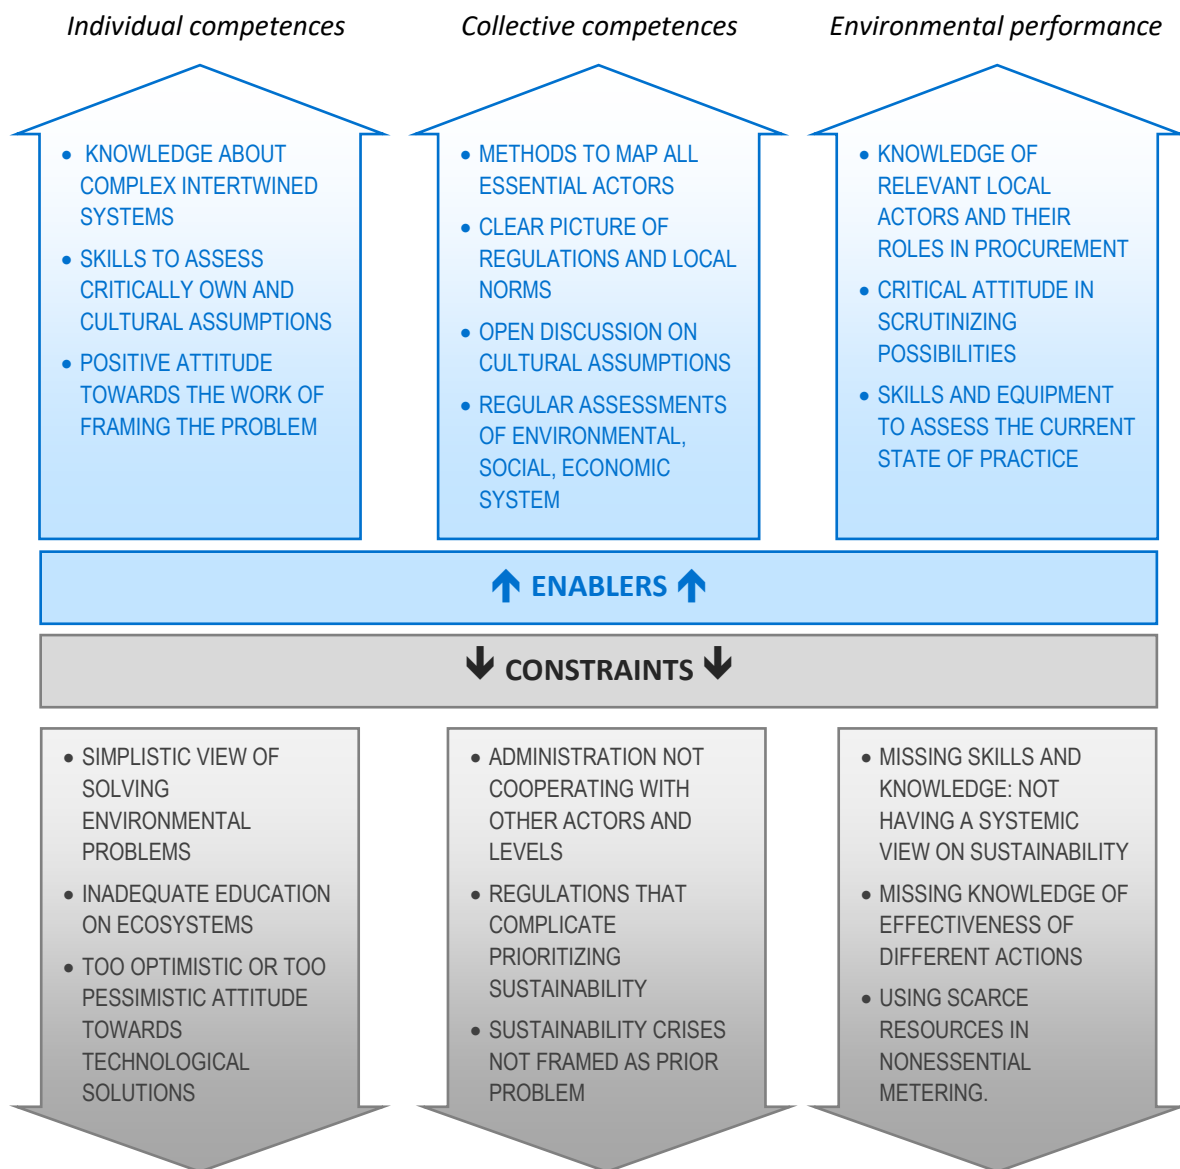 Individual competences
Collective competences
Environmental performance
• KNOWLEDGE ABOUT
COMPLEX INTERTWINED
SYSTEMS
• SKILLS TO ASSESS
CRITICALLY OWN AND
CULTURAL ASSUMPTIONS
• POSITIVE ATTITUDE
TOWARDS THE WORK OF
FRAMING THE PROBLEM
• METHODS TO MAP ALL
ESSENTIAL ACTORS
• CLEAR PICTURE OF
REGULATIONS AND LOCAL
NORMS
• OPEN DISCUSSION ON
CULTURAL ASSUMPTIONS
• REGULAR ASSESSMENTS
OF ENVIRONMENTAL,
SOCIAL, ECONOMIC
SYSTEM
• KNOWLEDGE OF
RELEVANT LOCAL
ACTORS AND THEIR
ROLES IN PROCUREMENT
• CRITICAL ATTITUDE IN
SCRUTINIZING
POSSIBILITIES
• SKILLS AND EQUIPMENT
TO ASSESS THE CURRENT
STATE OF PRACTICE
↑ ENABLERS ↑
↓ CONSTRAINTS ↓
• SIMPLISTIC VIEW OF
SOLVING
ENVIRONMENTAL
PROBLEMS
• INADEQUATE EDUCATION
ON ECOSYSTEMS
• TOO OPTIMISTIC OR TOO
PESSIMISTIC ATTITUDE
TOWARDS
TECHNOLOGICAL
SOLUTIONS
• ADMINISTRATION NOT
COOPERATING WITH
OTHER ACTORS AND
LEVELS
• REGULATIONS THAT
COMPLICATE
PRIORITIZING
SUSTAINABILITY
• SUSTAINABILITY CRISES
NOT FRAMED AS PRIOR
PROBLEM
• MISSING SKILLS AND
KNOWLEDGE: NOT
HAVING A SYSTEMIC
VIEW ON SUSTAINABILITY
• MISSING KNOWLEDGE OF
EFFECTIVENESS OF
DIFFERENT ACTIONS
• USING SCARCE
RESOURCES IN
NONESSENTIAL
METERING.